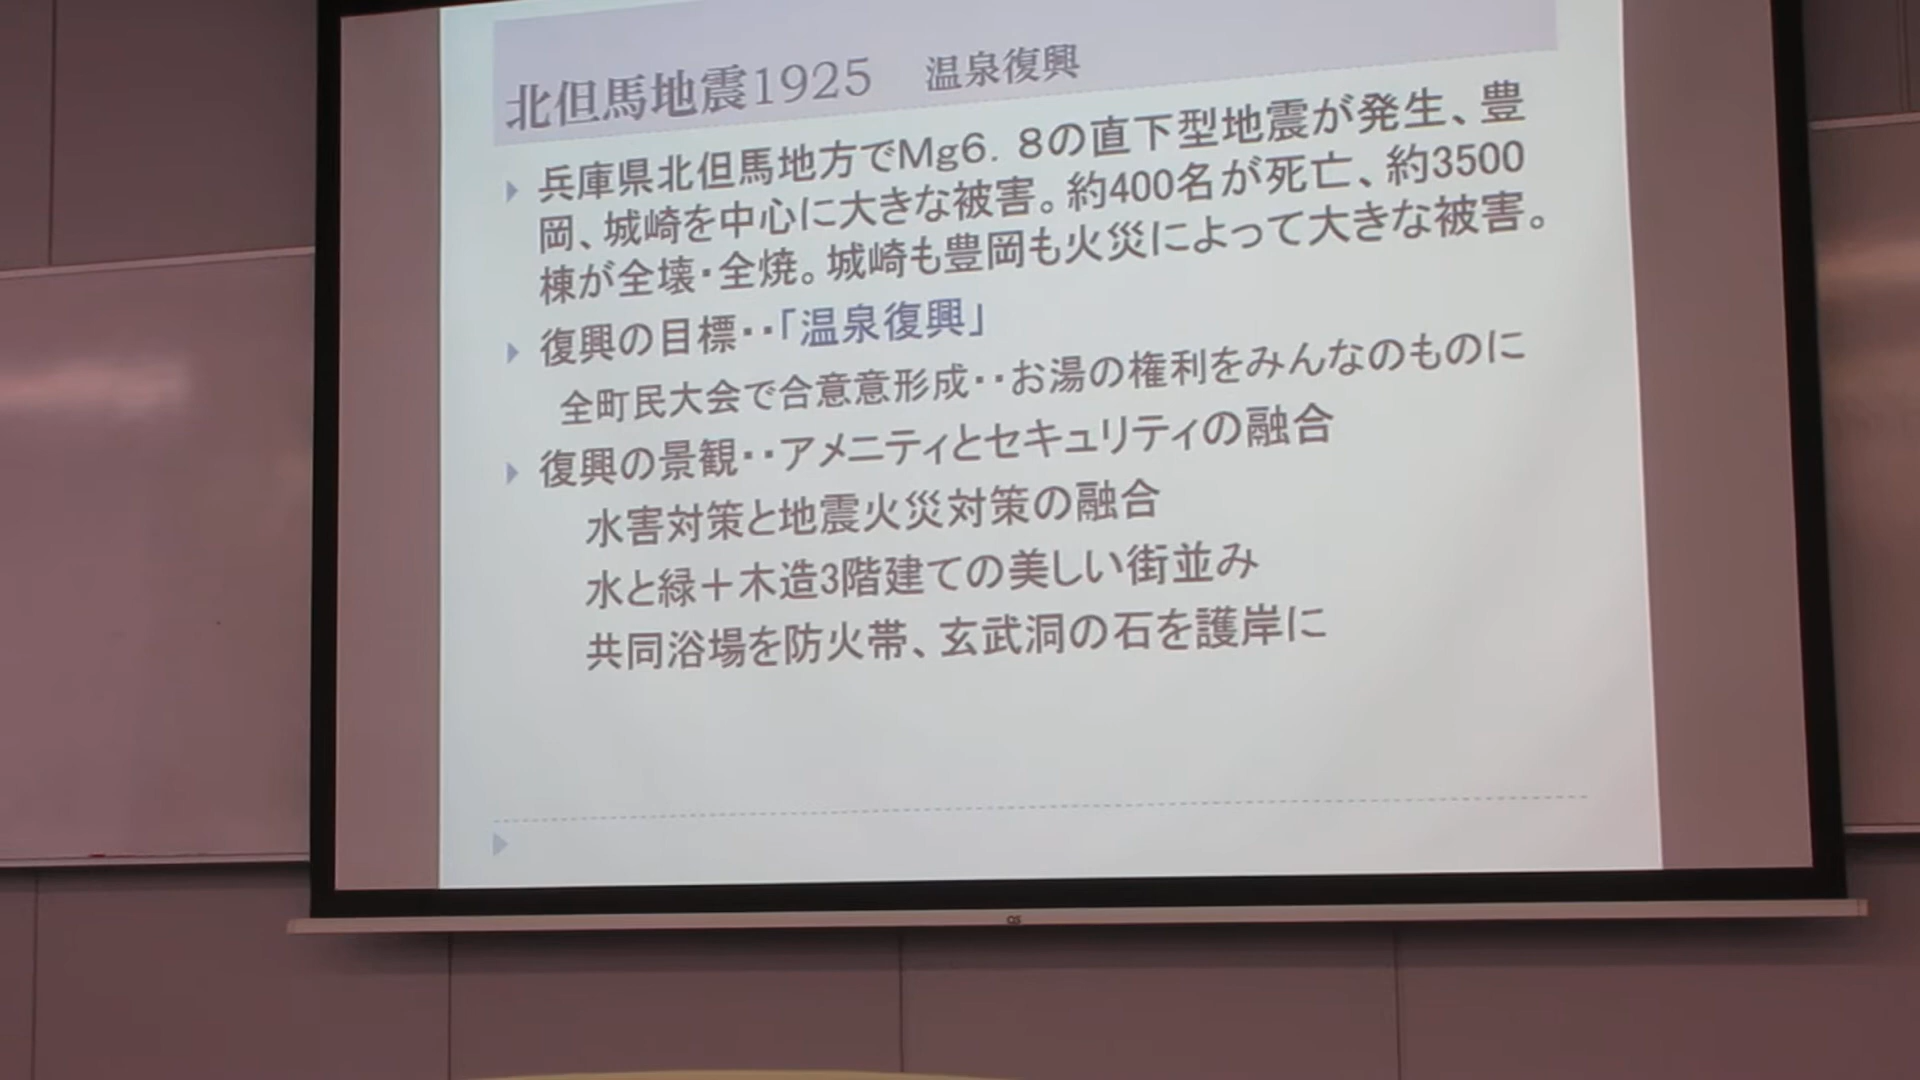 北但馬地震1925 温泉復興
兵庫県北但馬地方でMg6.8の直下型地震が発生、豊
岡、城崎を中心に大きな被害。約400名が死亡、約3500
棟が全壊・全焼。城崎も豊岡も火災によって大きな被害。
復興の目標・・「温泉復興」
全町民大会で合意意形成・・お湯の権利をみんなのものに
復興の景観・・アメニティとセキュリティの融合
水害対策と地震火災対策の融合
水と緑＋木造3階建ての美しい街並み
共同浴場を防火帯、玄武洞の石を護岸に
OS